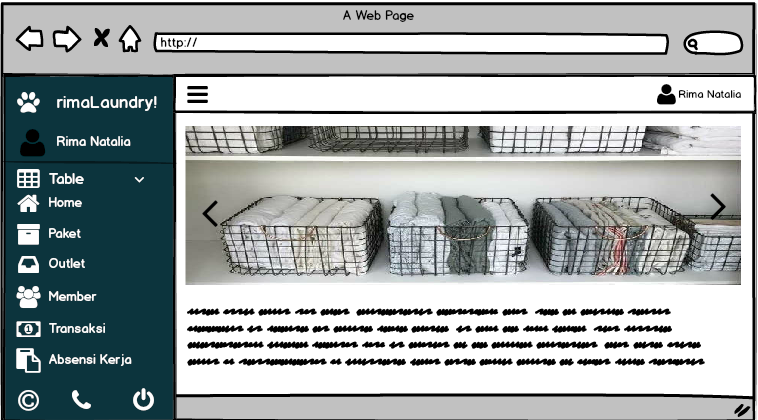 A Web Page
http://
rimaLaundry!
Rima Natalia
Rima Natalia
Table
Home
Paket
Outlet
Member
Transaksi
Absensi Kerja